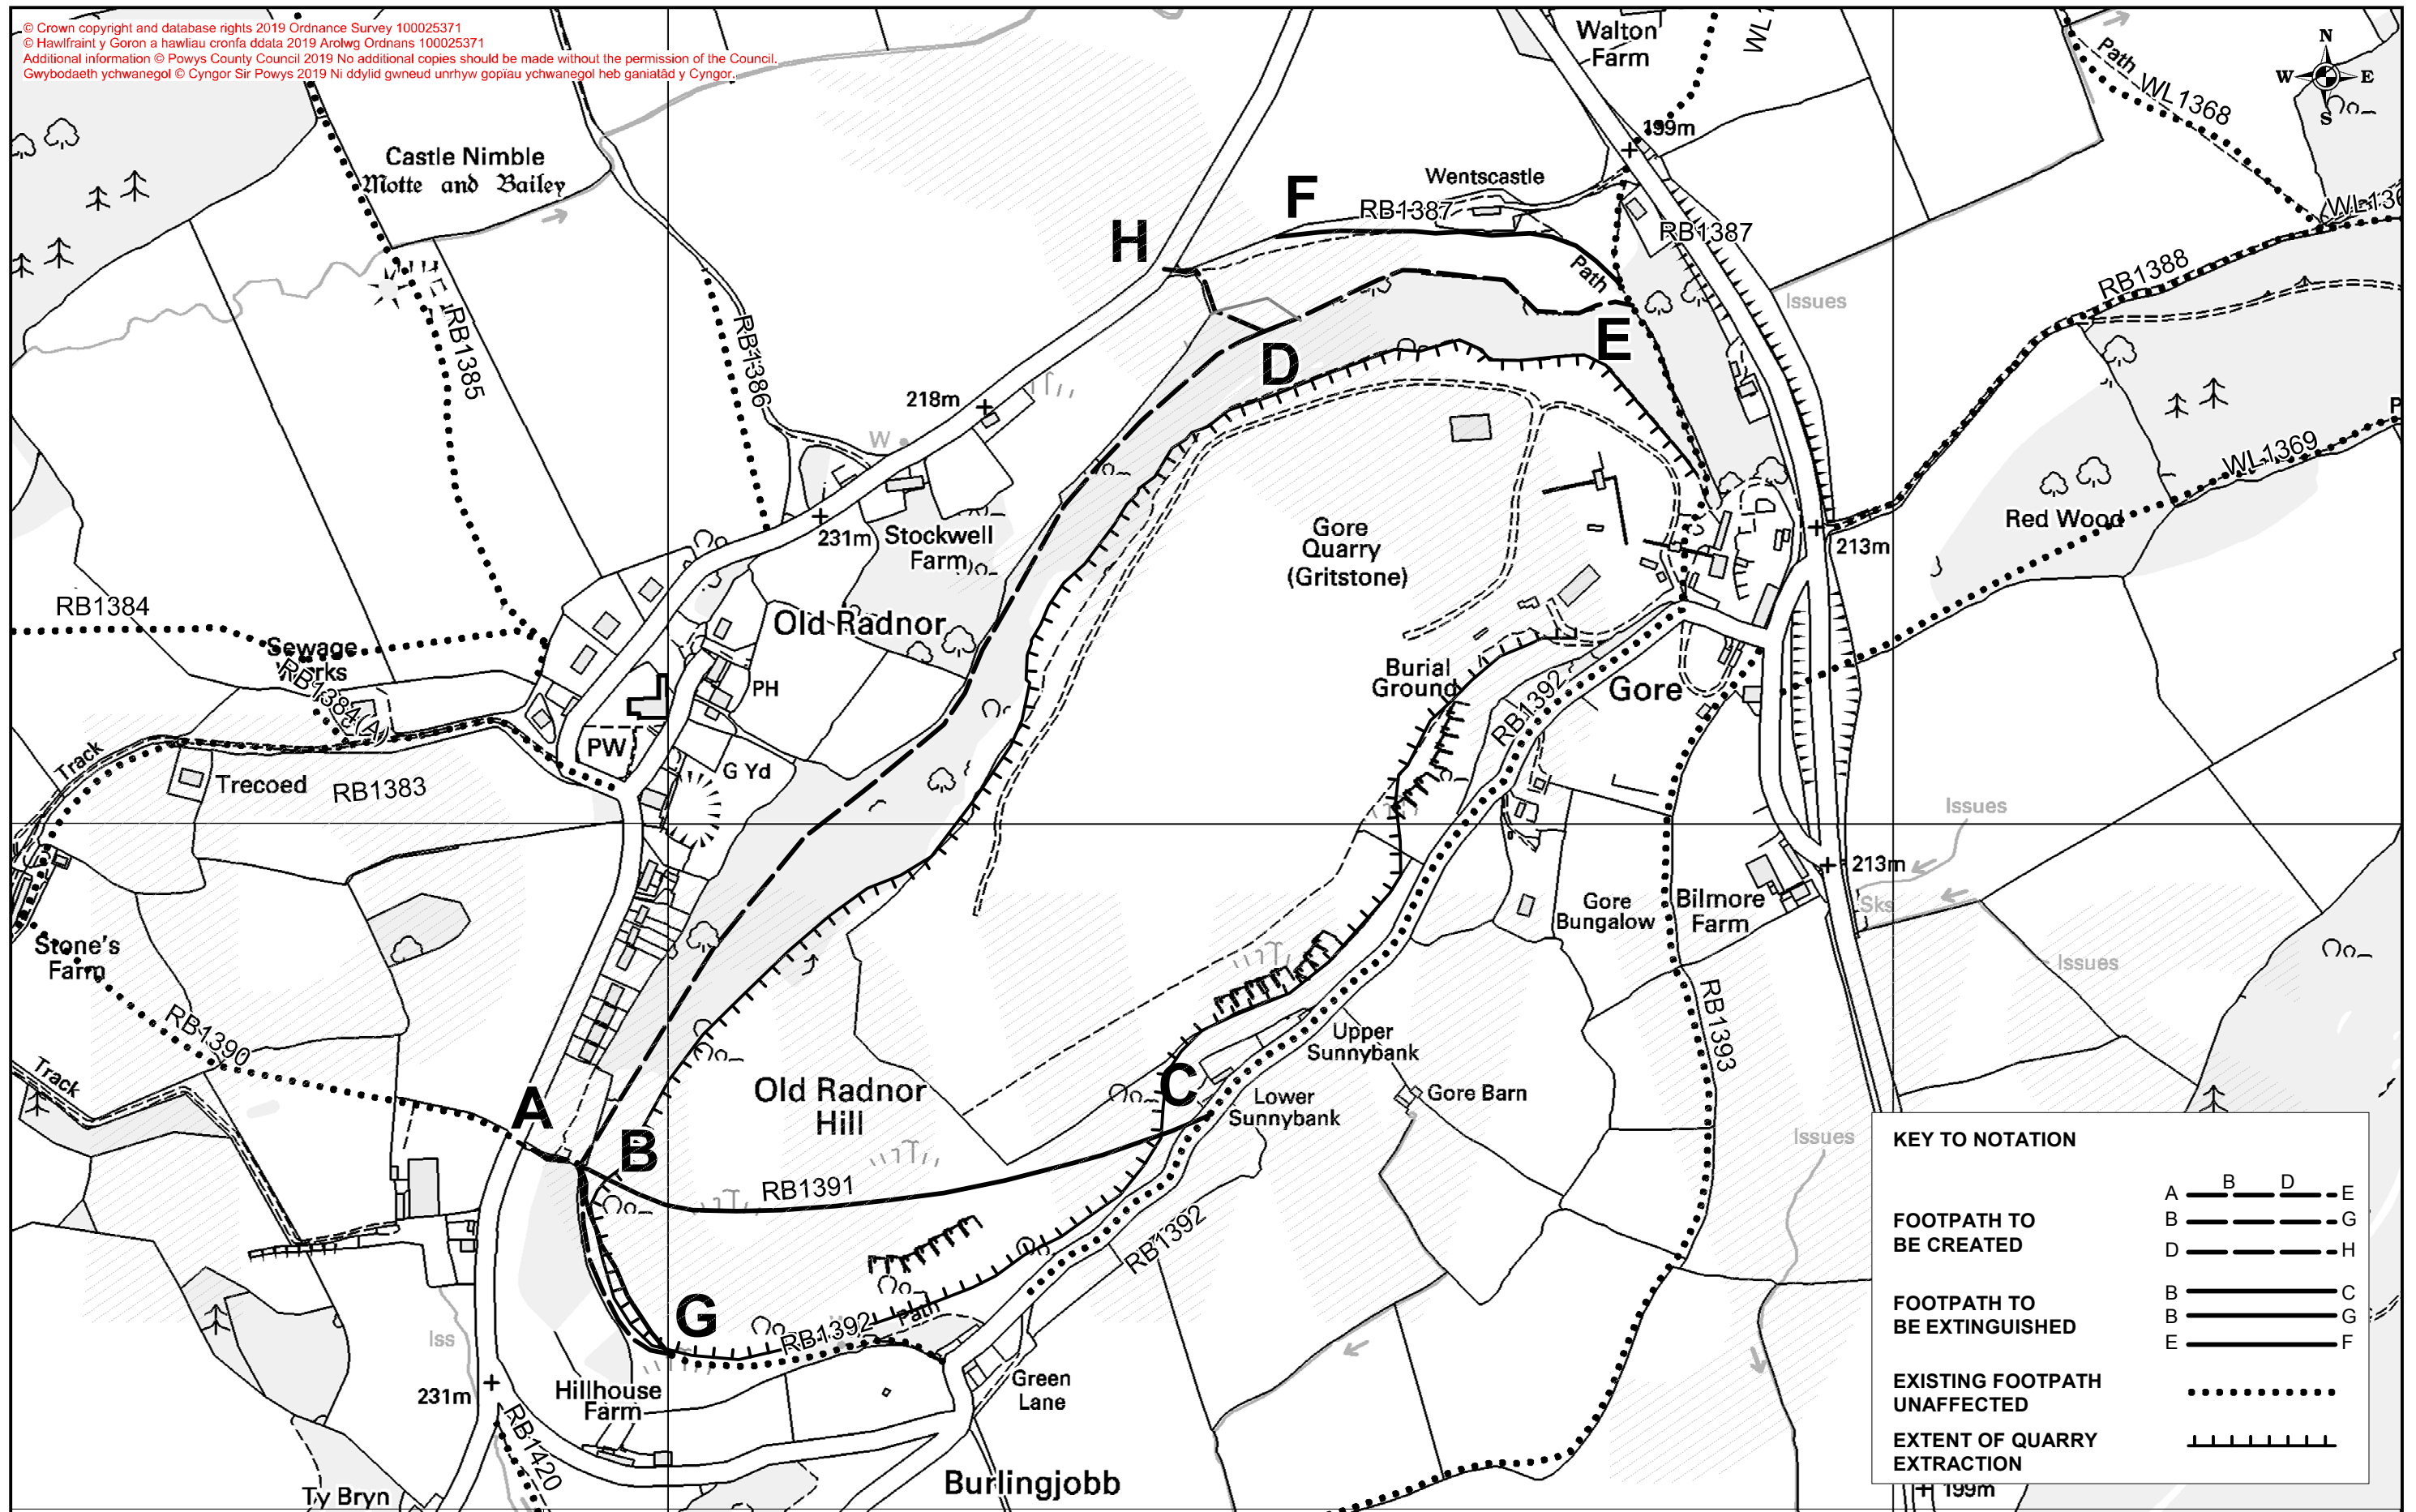 © Crown copyright and database rights 2019 Ordnance Survey 100025371
© Hawlfraint y Goron a hawliau cronfa ddata 2019 Arolwg Ordnans 100025371
Additional information © Powys County Council 2019 No additional copies should be made without the permission of the Council.
Gwybodaeth ychwanegol © Cyngor Sir Powys 2019 Ni ddylid gwneud unrhyw gopïau ychwanegol heb ganiatâd y Cyngor.
Walton
Farm
WL1
Path
WL1368
N
W
E
S
199m
Castle Nimble
Motte and Bailey
Wentscastle
F
RB1387
RB1387
WL136
H
Path
RB1388
Issues
RB1385
RB1386
E
D
218m
W
P
WL1369
231m
Stockwell
Farm
Gore
Quarry
(Gritstone)
Red Wood
213m
RB1384
Old Radnor
Sewage
Works
RB1384(A)
PH
Burial
Ground
Gore
RB1392
PW
Track
Trecoed
RB1383
G Yd
Issues
213m
Stone's
Farm
Gore
Bungalow
Bilmore
Farm
Sks
Issues
RB1390
RB1393
Track
Upper
Sunnybank
Old Radnor
Hill
C
Lower
Sunnybank
Gore Barn
A
B
Issues
RB1391
RB1392
G
Path
RB1392
Iss
Green
Lane
231m
Hillhouse
Farm
RB1420
Burlingjobb
Ty Bryn
KEY TO NOTATION
B D
A E
FOOTPATH TO
BE CREATED
B G
D H
FOOTPATH TO
BE EXTINGUISHED
B C
B G
E F
EXISTING FOOTPATH
UNAFFECTED
EXTENT OF QUARRY
EXTRACTION
199m